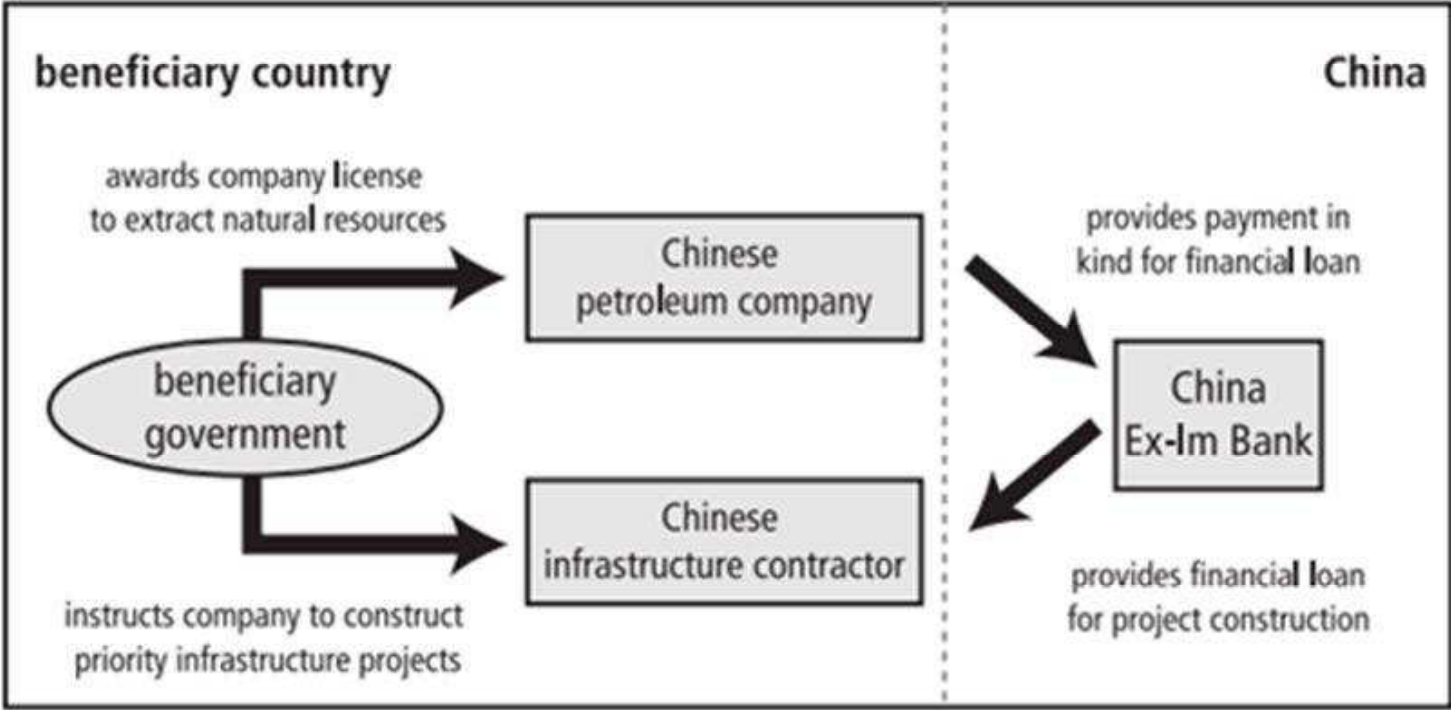 beneficiary country
China
awards company license
to extract natural resources
Chinese
petroleum company
provides payment in
kind for financial loan
beneficiary
government
China
Ex-Im Bank
Chinese
infrastructure contractor
instructs company to construct
priority infrastructure projects
provides financial loan
for project construction